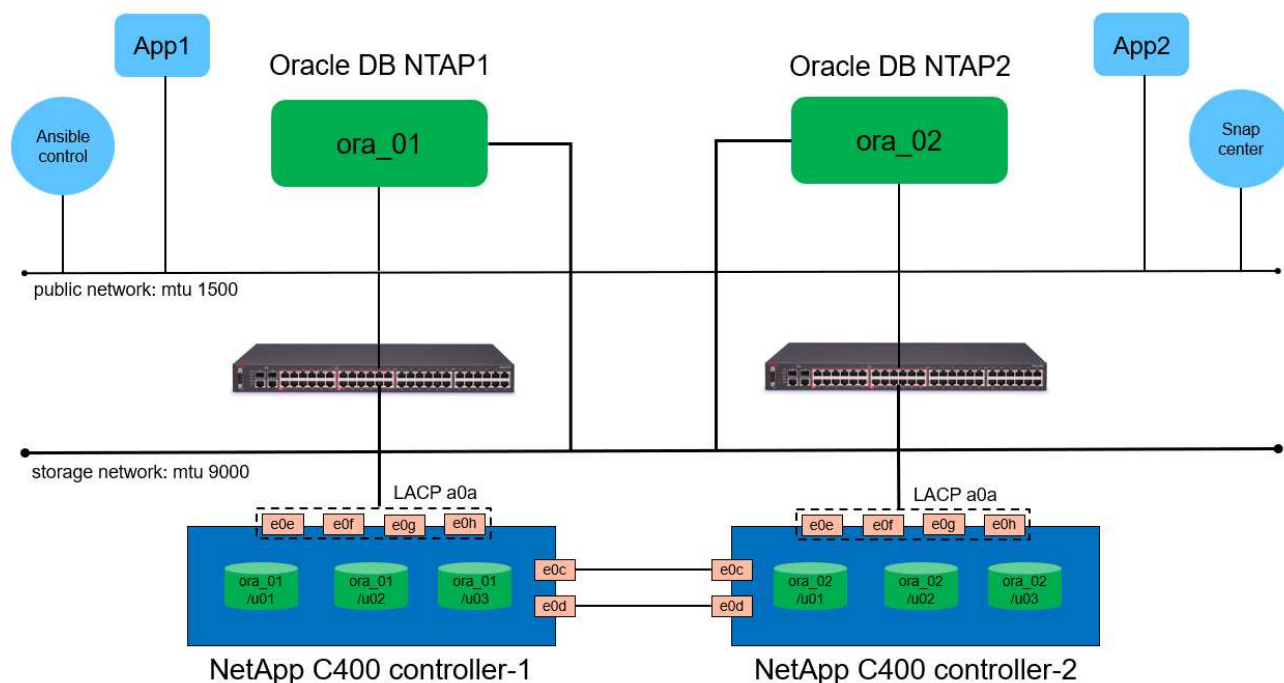 App1
App2
Oracle DB NTAP1
Oracle DB NTAP2
Ansible
control
ora_01
ora_02
Snap
center
public network: mtu 1500
storage network: mtu 9000
LACP a0a
LACP a0a
e0e
e0f
e0g
e0h
e0e
e0f
e0g
e0h
ora_01
/u01
ora_01
/u02
ora_01
/u03
e0c
e0d
e0c
e0d
ora_02
/u01
ora_02
/u02
ora_02
/u03
NetApp C400 controller-1
NetApp C400 controller-2